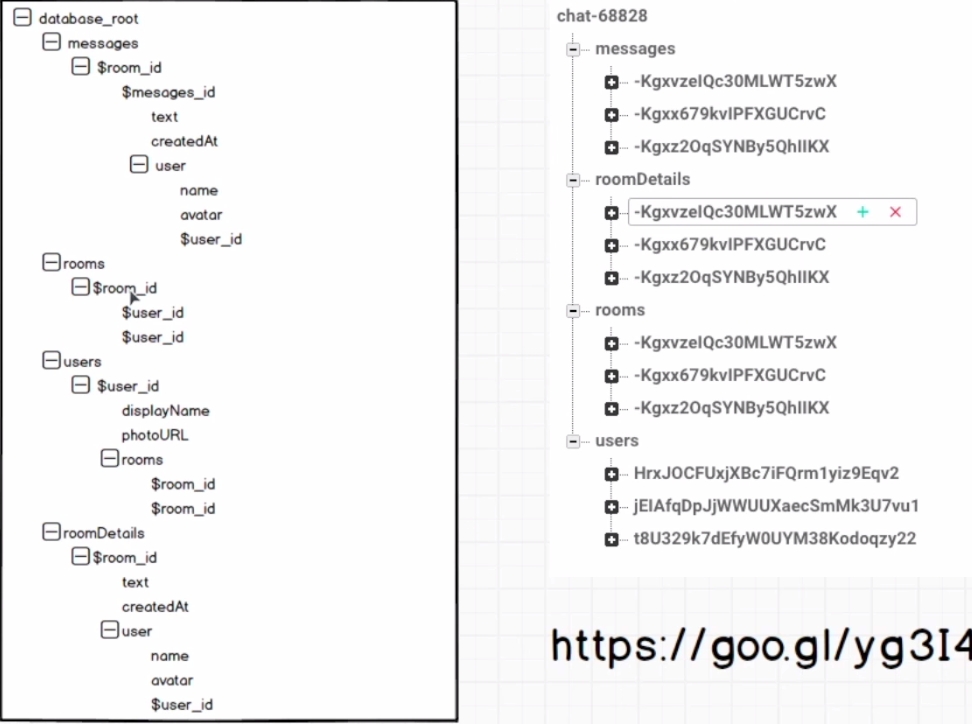 database_root
messages
$room_id
$mesages_id
text
createdAt
user
name
avatar
$user_id
rooms
$room_id
$user_id
$user_id
users
$user_id
displayName
photoURL
rooms
$room_id
$room_id
roomDetails
$room_id
text
createdAt
user
name
avatar
$user_id
chat-68828
messages
-KgxvzeIQc30MLWT5zwX
-Kgxx679kvIPFXGUCrvC
-Kgxz2OqSYNBy5QhIIKX
roomDetails
-KgxvzeIQc30MLWT5zwX
-Kgxx679kvIPFXGUCrvC
-Kgxz2OqSYNBy5QhIIKX
rooms
-KgxvzeIQc30MLWT5zwX
-Kgxx679kvIPFXGUCrvC
-Kgxz2OqSYNBy5QhIIKX
users
HrxJOCFUxjXBc7iFQrm1yiz9Eqv2
jEIAfqDpJjWWUUXaecSmMk3U7vu1
t8U329k7dEfyW0UYM38Kodoqzy22
https://goo.gl/yg3I4